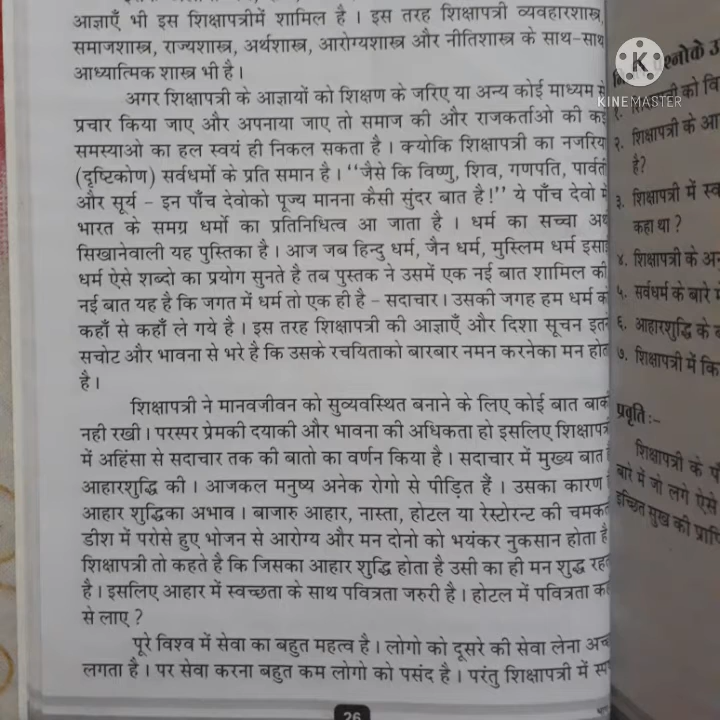 आज्ञाएँ भी इस शिक्षापत्रीमें शामिल है । इस तरह शिक्षापत्री व्यवहारशास्त्र,
समाजशास्त्र, राज्यशास्त्र, अर्थशास्त्र, आरोग्यशास्त्र और नीतिशास्त्र के साथ-साथ
आध्यात्मिक शास्त्र भी है ।
अगर शिक्षापत्री के आज्ञायों को शिक्षण के जरिए या अन्य कोई माध्यम से
प्रचार किया जाए और अपनाया जाए तो समाज की और राजकर्ताओ की कई
समस्याओ का हल स्वयं ही निकल सकता है । क्योकि शिक्षापत्री का नजरिया
(दृष्टिकोण) सर्वधर्मो के प्रति समान है । ''जैसे कि विष्णु, शिव, गणपति, पार्वती
और सूर्य - इन पाँच देवोको पूज्य मानना कैसी सुंदर बात है !'' ये पाँच देवो में
भारत के समग्र धर्मो का प्रतिनिधित्व आ जाता है । धर्म का सच्चा अर्थ
सिखानेवाली यह पुस्तिका है । आज जब हिन्दु धर्म, जैन धर्म, मुस्लिम धर्म इसाई
धर्म ऐसे शब्दो का प्रयोग सुनते है तब पुस्तक ने उसमें एक नई बात शामिल की
नई बात यह है कि जगत में धर्म तो एक ही है - सदाचार । उसकी जगह हम धर्म को
कहाँ से कहाँ ले गये है । इस तरह शिक्षापत्री की आज्ञाएँ और दिशा सूचन इतने
सचोट और भावना से भरे है कि उसके रचयिताको बारबार नमन करनेका मन होता
है ।
शिक्षापत्री ने मानवजीवन को सुव्यवस्थित बनाने के लिए कोई बात बाकी
नही रखी । परस्पर प्रेमकी दयाकी और भावना की अधिकता हो इसलिए शिक्षापत्री
में अहिंसा से सदाचार तक की बातो का वर्णन किया है । सदाचार में मुख्य बात है
आहारशुद्धि की । आजकल मनुष्य अनेक रोगो से पीड़ित हैं । उसका कारण है
आहार शुद्धिका अभाव । बाजारु आहार, नास्ता, होटल या रेस्टोरन्ट की चमकती
डीश में परोसे हुए भोजन से आरोग्य और मन दोनो को भयंकर नुकसान होता है
शिक्षापत्री तो कहते है कि जिसका आहार शुद्धि होता है उसी का ही मन शुद्ध रहता
है । इसलिए आहार में स्वच्छता के साथ पवित्रता जरुरी है । होटल में पवित्रता कहाँ
से लाए ?
पूरे विश्व में सेवा का बहुत महत्व है । लोगो को दूसरे की सेवा लेना अच्छा
लगता है । पर सेवा करना बहुत कम लोगो को पसंद है । परंतु शिक्षापत्री में
26
KINEMASTER
२. शिक्षापत्री के
है?
३. शिक्षापत्री में
कहा था ?
४. शिक्षापत्री के
५. सर्वधर्म के बारे
६. आहारशुद्धि के
७. शिक्षापत्री में
प्रवृति :-
शिक्षापत्री के
बारे में जो लगे ऐसे
इच्छित सुख की